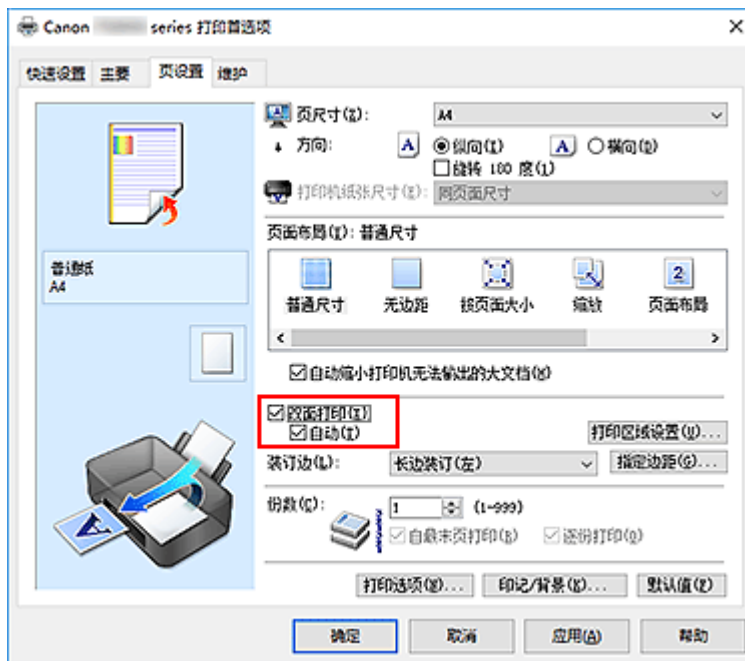 Canon series 打印首选项
快速设置 主要 页设置 维护
页尺寸(Z): A4
方向: A 纵向(I) A 横向(D)
旋转 180 度(1)
打印机纸张尺寸(E): 同页面尺寸
页面布局(I): 普通尺寸
普通纸
A4
2
普通尺寸 无边距 按页面大小 缩放 页面布局
自动缩小打印机无法输出的大文档(N)
双面打印(X)
自动(T) 打印区域设置(U)...
装订边(L): 长边装订(左) 指定边距(G)...
份数(C): 1 (1-999)
自最末页打印(B) 逐份打印(O)
打印选项(N)... 印记/背景(K)... 默认值(F)
确定 取消 应用(A) 帮助